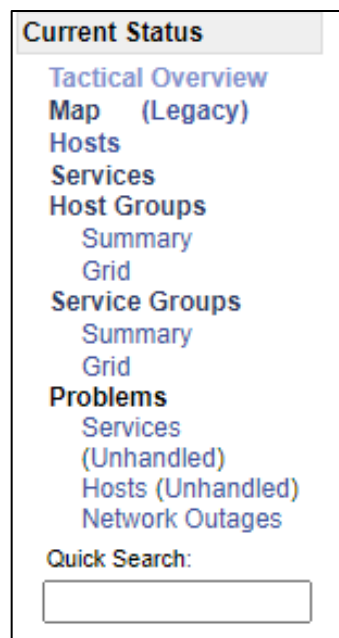 Current Status
Tactical Overview
Map (Legacy)
Hosts
Services
Host Groups
Summary
Grid
Service Groups
Summary
Grid
Problems
Services
(Unhandled)
Hosts (Unhandled)
Network Outages
Quick Search: